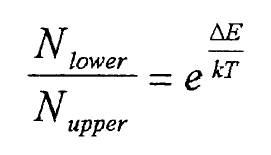 N_lower / N_upper = e^(ΔE / kT)